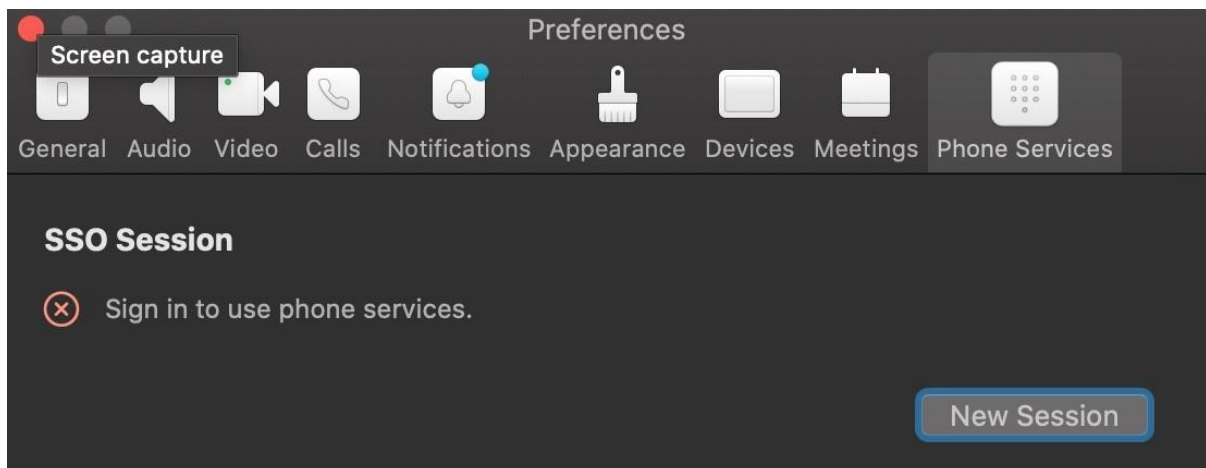 Preferences
Screen capture
General Audio Video Calls Notifications Appearance Devices Meetings Phone Services
SSO Session
Sign in to use phone services.
New Session